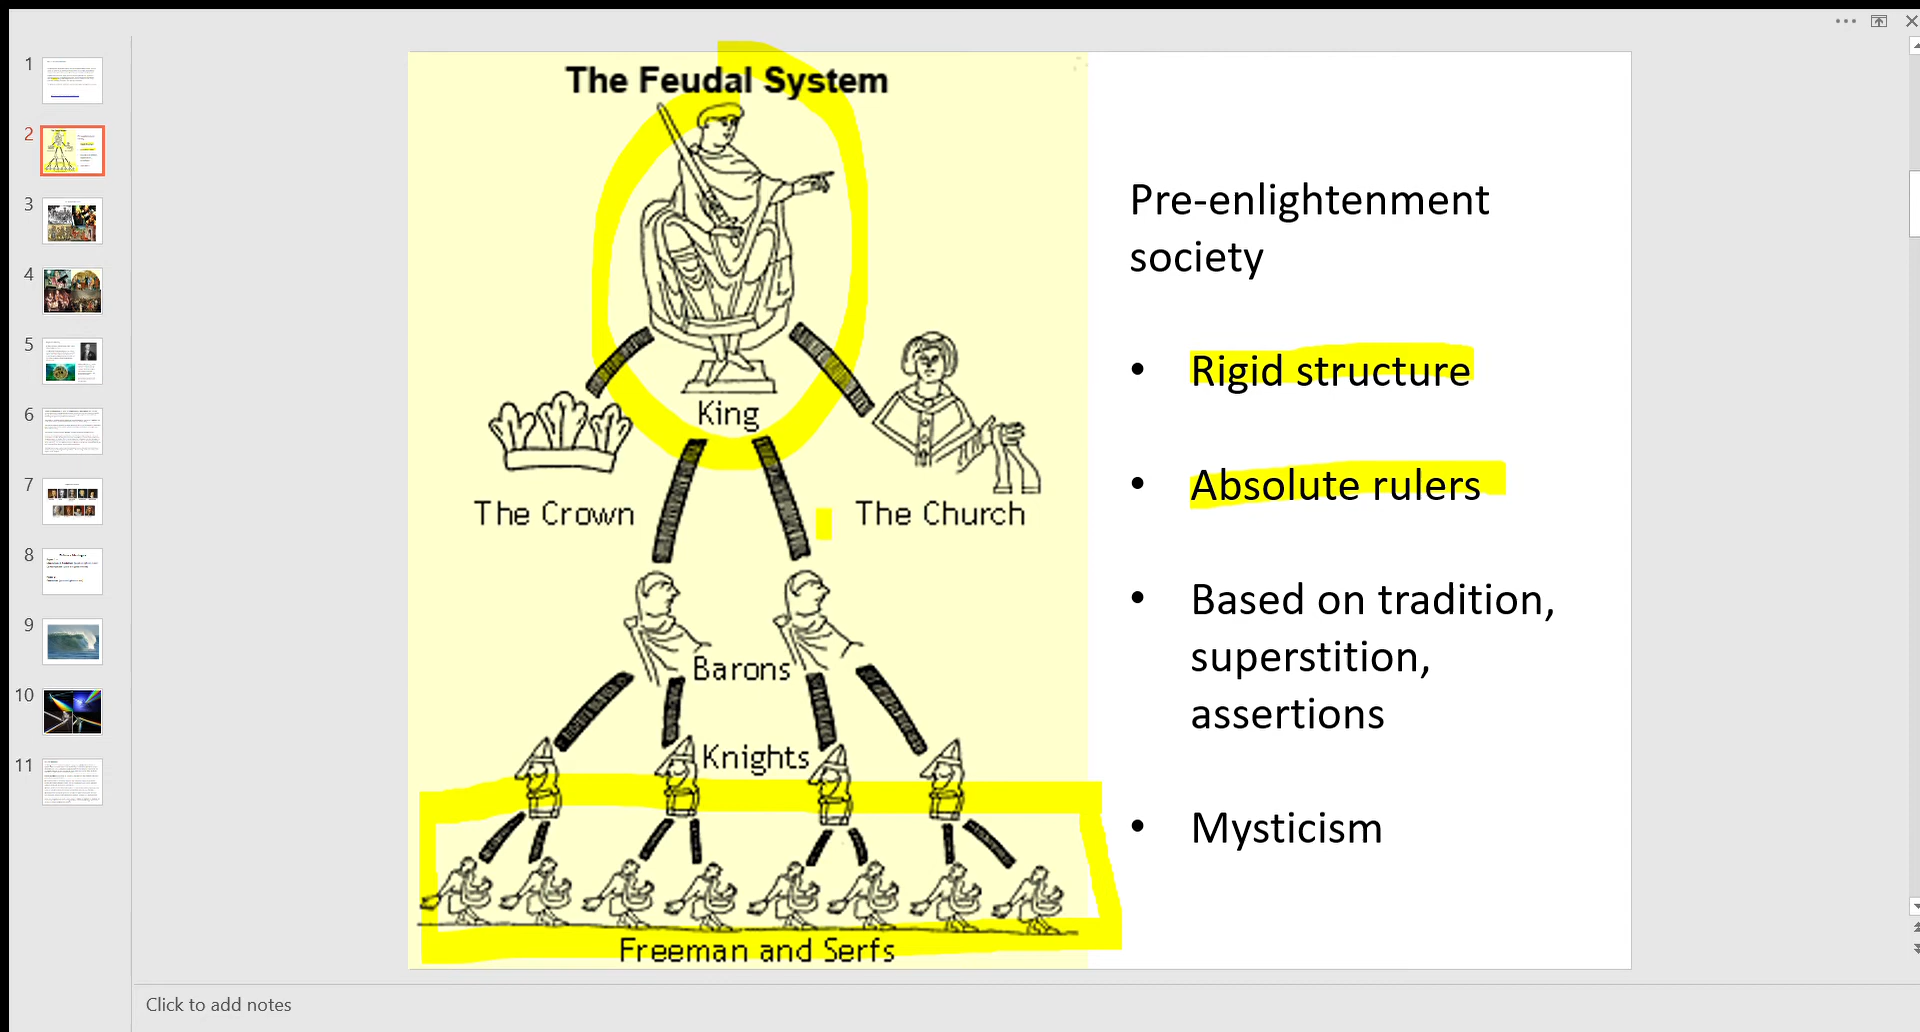 1
2
3
4
5
6
7
8
9
10
11
The Feudal System
King
The Crown
The Church
Barons
Knights
Freeman and Serfs
Pre-enlightenment
society
• Rigid structure
• Absolute rulers
• Based on tradition,
superstition,
assertions
• Mysticism
Click to add notes